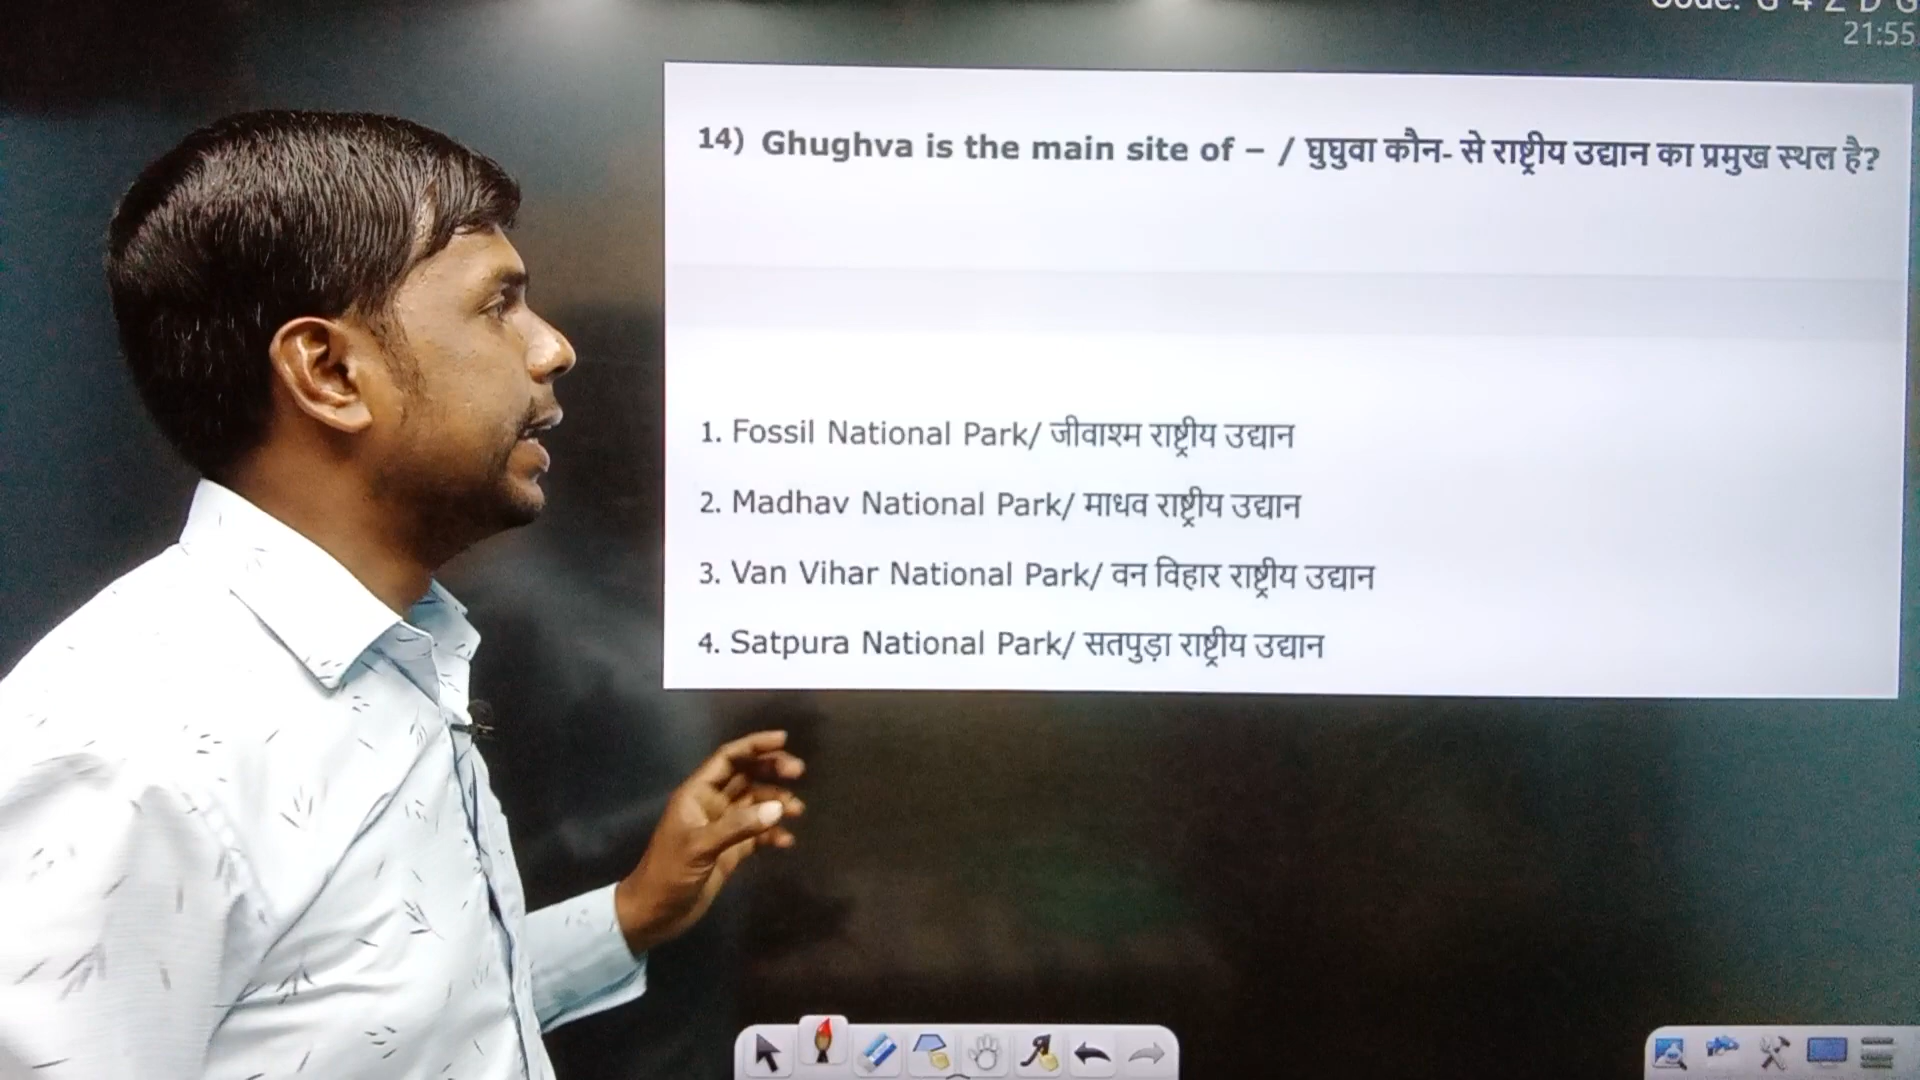 21:55
14) Ghughva is the main site of – / घुघुवा कौन- से राष्ट्रीय उद्यान का प्रमुख स्थल है?
1. Fossil National Park/ जीवाश्म राष्ट्रीय उद्यान
2. Madhav National Park/ माधव राष्ट्रीय उद्यान
3. Van Vihar National Park/ वन विहार राष्ट्रीय उद्यान
4. Satpura National Park/ सतपुड़ा राष्ट्रीय उद्यान